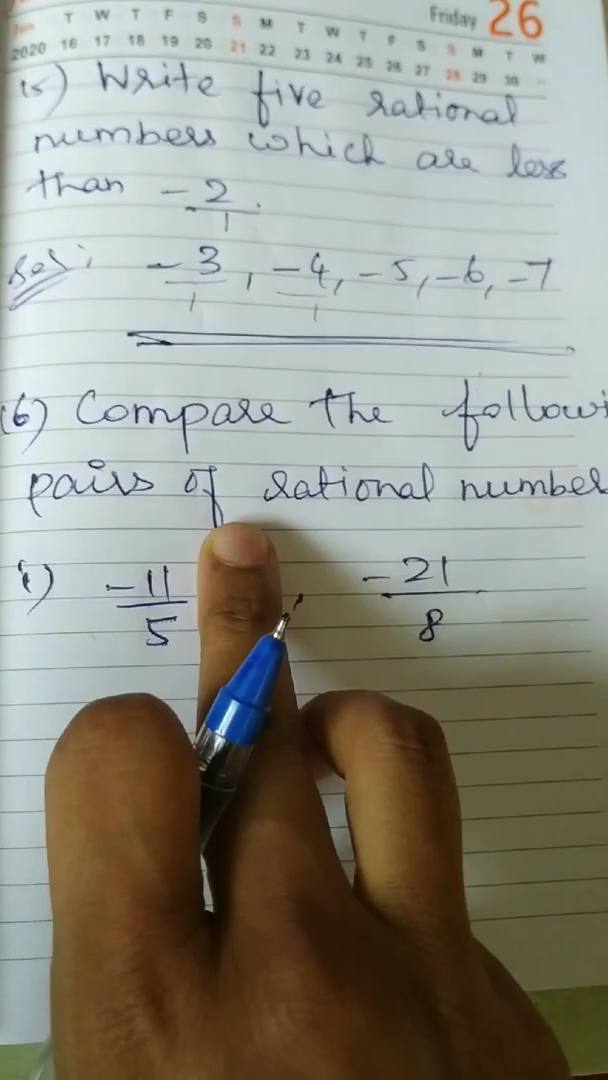 Friday 26
T W T F S S M T W T F S S M T W
2020 16 17 18 19 20 21 22 23 24 25 26 27 28 29 30
15) Write five rational
numbers which are less
than -2/1.
Sol: -3/1, -4/1, -5, -6, -7
(6) Compare the followi
pairs of rational number
i) -11/5 , -21/8